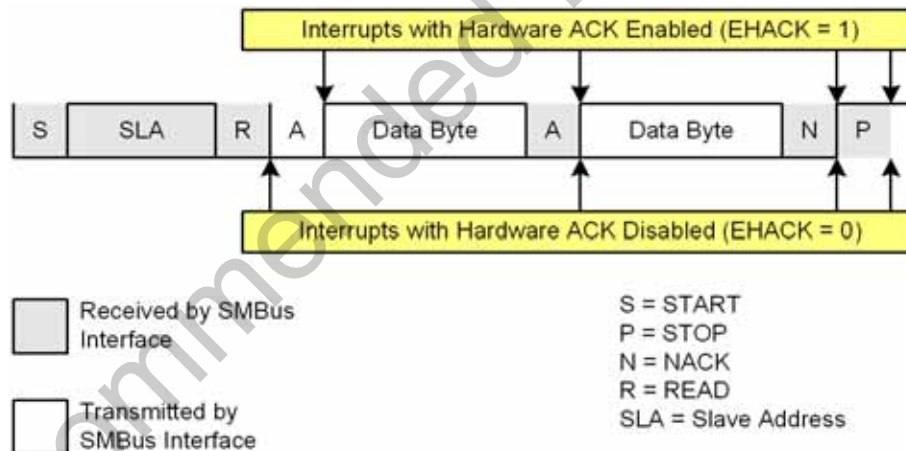 Interrupts with Hardware ACK Enabled (EHACK = 1)
S SLA R A Data Byte A Data Byte N P
Interrupts with Hardware ACK Disabled (EHACK = 0)
Received by SMBus
Interface
Transmitted by
SMBus Interface
S = START
P = STOP
N = NACK
R = READ
SLA = Slave Address